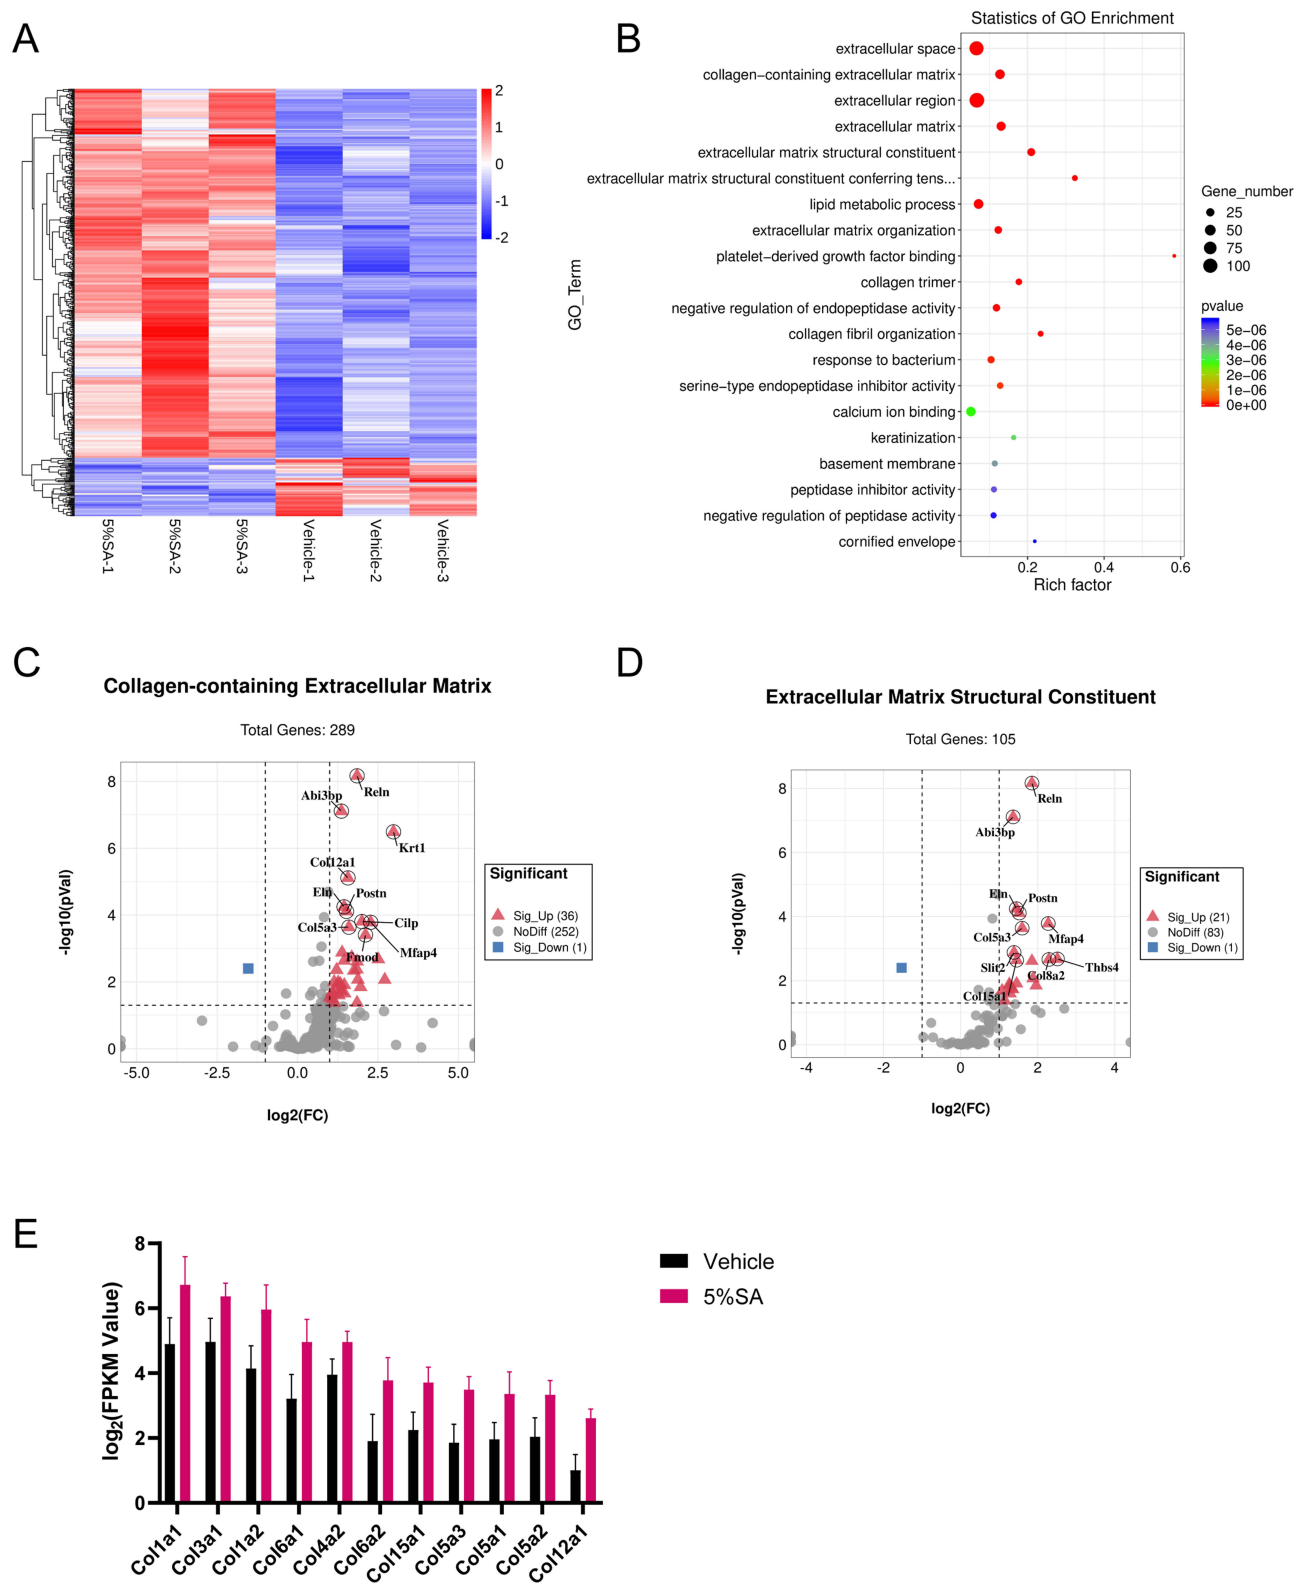 A
2
1
0
-1
-2
5%SA-1
5%SA-2
5%SA-3
Vehicle-1
Vehicle-2
Vehicle-3
B
Statistics of GO Enrichment
GO_Term
extracellular space
collagen-containing extracellular matrix
extracellular region
extracellular matrix
extracellular matrix structural constituent
extracellular matrix structural constituent conferring tens...
lipid metabolic process
extracellular matrix organization
platelet-derived growth factor binding
collagen trimer
negative regulation of endopeptidase activity
collagen fibril organization
response to bacterium
serine-type endopeptidase inhibitor activity
calcium ion binding
keratinization
basement membrane
peptidase inhibitor activity
negative regulation of peptidase activity
cornified envelope
0.2 0.4 0.6
Rich factor
Gene_number
25
50
75
100
pvalue
5e-06
4e-06
3e-06
2e-06
1e-06
0e+00
C
Collagen-containing Extracellular Matrix
Total Genes: 289
-log10(pVal)
8
6
4
2
0
Reln
Abi3bp
Krt1
Col12a1
Eln
Postn
Col5a3
Cilp
Mfap4
Fmod
-5.0 -2.5 0.0 2.5 5.0
log2(FC)
Significant
Sig_Up (36)
NoDiff (252)
Sig_Down (1)
D
Extracellular Matrix Structural Constituent
Total Genes: 105
-log10(pVal)
8
6
4
2
0
Reln
Abi3bp
Eln
Postn
Col5a3
Mfap4
Slit2
Col8a2
Thbs4
Col15a1
-4 -2 0 2 4
log2(FC)
Significant
Sig_Up (21)
NoDiff (83)
Sig_Down (1)
E
log2(FPKM Value)
8
6
4
2
0
Col1a1
Col3a1
Col1a2
Col6a1
Col4a2
Col6a2
Col15a1
Col5a3
Col5a1
Col5a2
Col12a1
Vehicle
5%SA